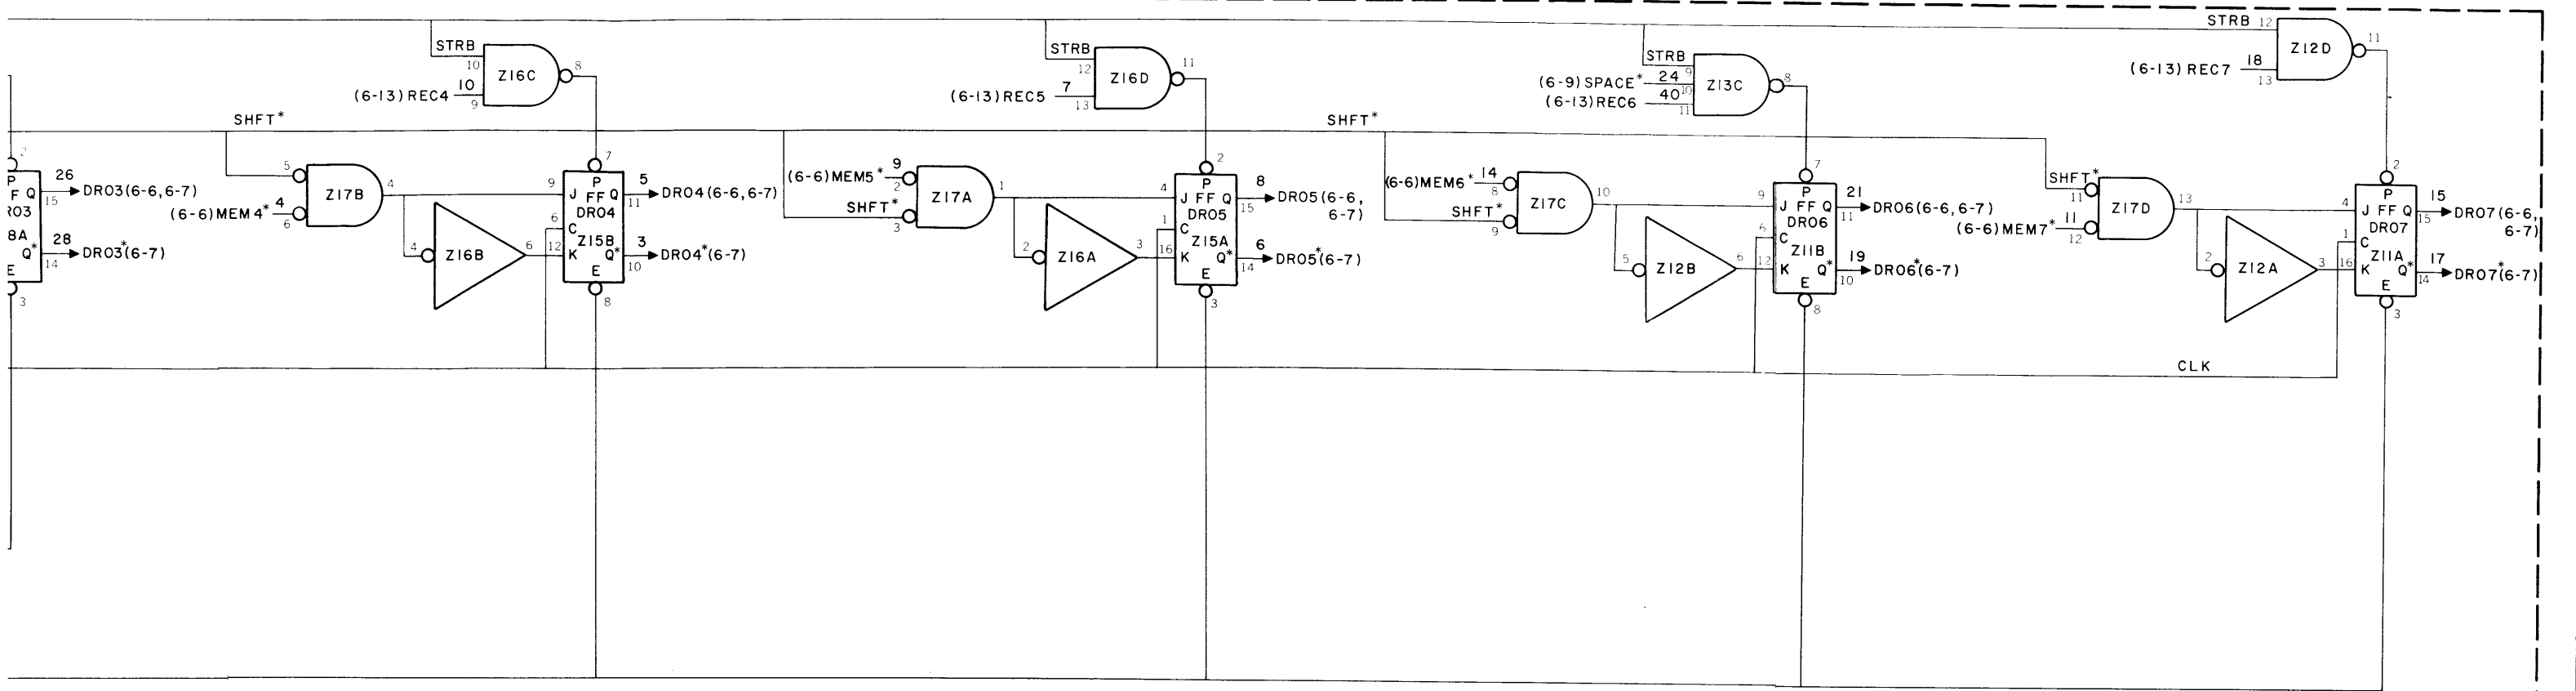 STRB 10
Z16C
8
(6-13) REC4 10
9
STRB
12
Z16D
11
(6-13) REC5 7
13
STRB
9
(6-9) SPACE* 24
10
(6-13) REC6 40
11
Z13C
8
STRB 12
Z12D
11
(6-13) REC7 18
13
SHFT*
SHFT*
2
P
F Q
26
DR03(6-6,6-7)
15
R03
8A
Q*
28
DR03*(6-7)
14
E
3
5
Z17B
4
(6-6) MEM4* 4
6
4
Z16B
6
7
P
9
J FF Q
5
DR04(6-6,6-7)
11
DR04
6
C
Z15B
12
K
Q*
3
DR04*(6-7)
10
E
8
(6-6) MEM5* 9
2
Z17A
1
SHFT*
3
2
Z16A
3
2
P
4
J FF Q
8
DR05(6-6,
6-7)
15
DR05
1
C
Z15A
16
K
Q*
6
DR05*(6-7)
14
E
3
(6-6) MEM6* 14
8
Z17C
10
SHFT*
9
5
Z12B
6
7
P
9
J FF Q
21
DR06(6-6,6-7)
11
DR06
6
C
Z11B
12
K
Q*
19
DR06*(6-7)
10
E
8
SHFT*
11
Z17D
13
(6-6) MEM7* 11
12
2
Z12A
3
2
P
4
J FF Q
15
DR07(6-6,
6-7)
15
DR07
1
C
Z11A
16
K
Q*
17
DR07*(6-7)
14
E
3
CLK